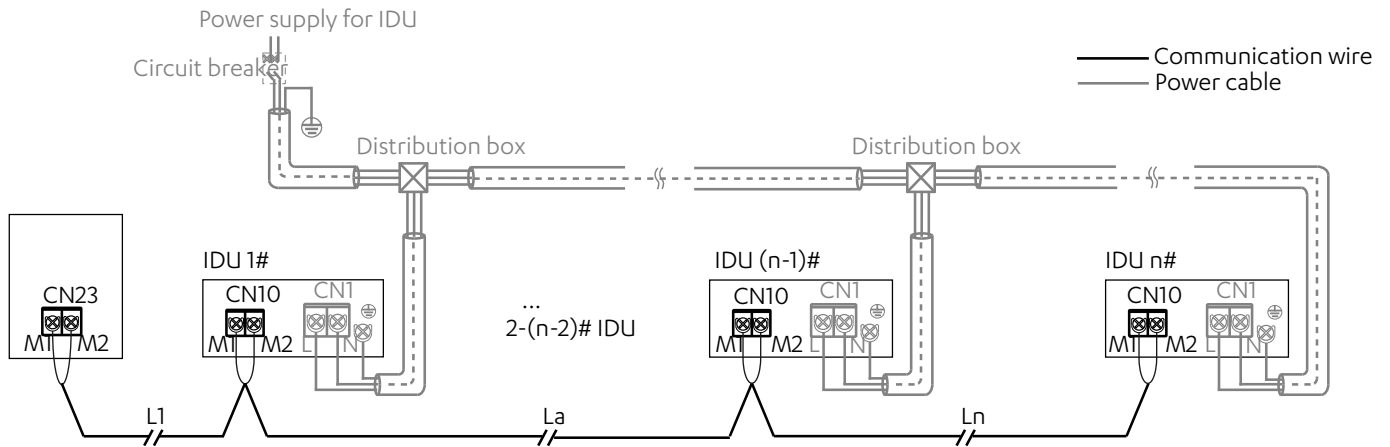 Power supply for IDU
Circuit breaker
Communication wire
Power cable
Distribution box
Distribution box
IDU 1#
IDU (n-1)#
IDU n#
CN23
CN10
CN1
...
2-(n-2)# IDU
CN10
CN1
CN10
CN1
M1 M2
M1 M2 L N
M1 M2 L N
M1 M2 L N
L1
La
Ln